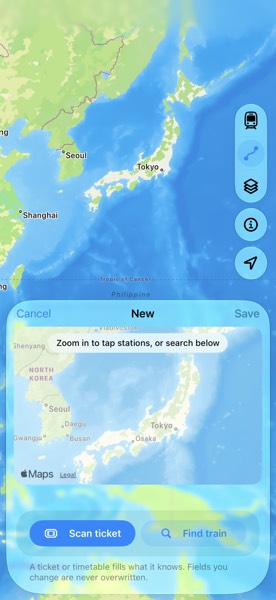 Seoul
Tokyo
Shanghai
Tropic of Cancer
Philippine
Cancel
New
Save
Zoom in to tap stations, or search below
Vladivostok
Shenyang
NORTH
KOREA
Seoul
Daegu
Gwangju
Busan
Tokyo
Osaka
Maps
Legal
Scan ticket
Find train
A ticket or timetable fills what it knows. Fields you
change are never overwritten.